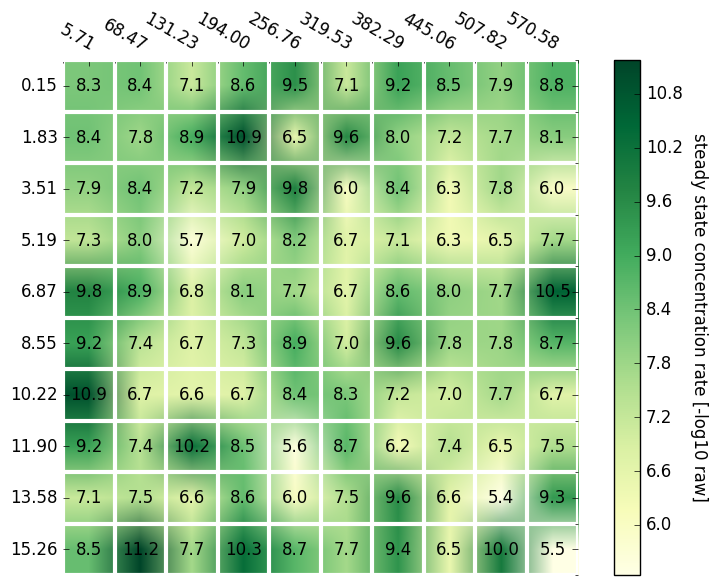 5.71 68.47 131.23 194.00 256.76 319.53 382.29 445.06 507.82 570.58
0.15 8.3 8.4 7.1 8.6 9.5 7.1 9.2 8.5 7.9 8.8
1.83 8.4 7.8 8.9 10.9 6.5 9.6 8.0 7.2 7.7 8.1
3.51 7.9 8.4 7.2 7.9 9.8 6.0 8.4 6.3 7.8 6.0
5.19 7.3 8.0 5.7 7.0 8.2 6.7 7.1 6.3 6.5 7.7
6.87 9.8 8.9 6.8 8.1 7.7 6.7 8.6 8.0 7.7 10.5
8.55 9.2 7.4 6.7 7.3 8.9 7.0 9.6 7.8 7.8 8.7
10.22 10.9 6.7 6.6 6.7 8.4 8.3 7.2 7.0 7.7 6.7
11.90 9.2 7.4 10.2 8.5 5.6 8.7 6.2 7.4 6.5 7.5
13.58 7.1 7.5 6.6 8.6 6.0 7.5 9.6 6.6 5.4 9.3
15.26 8.5 11.2 7.7 10.3 8.7 7.7 9.4 6.5 10.0 5.5
10.8
10.2
9.6
9.0
8.4
7.8
7.2
6.6
6.0
steady state concentration rate [-log10 raw]